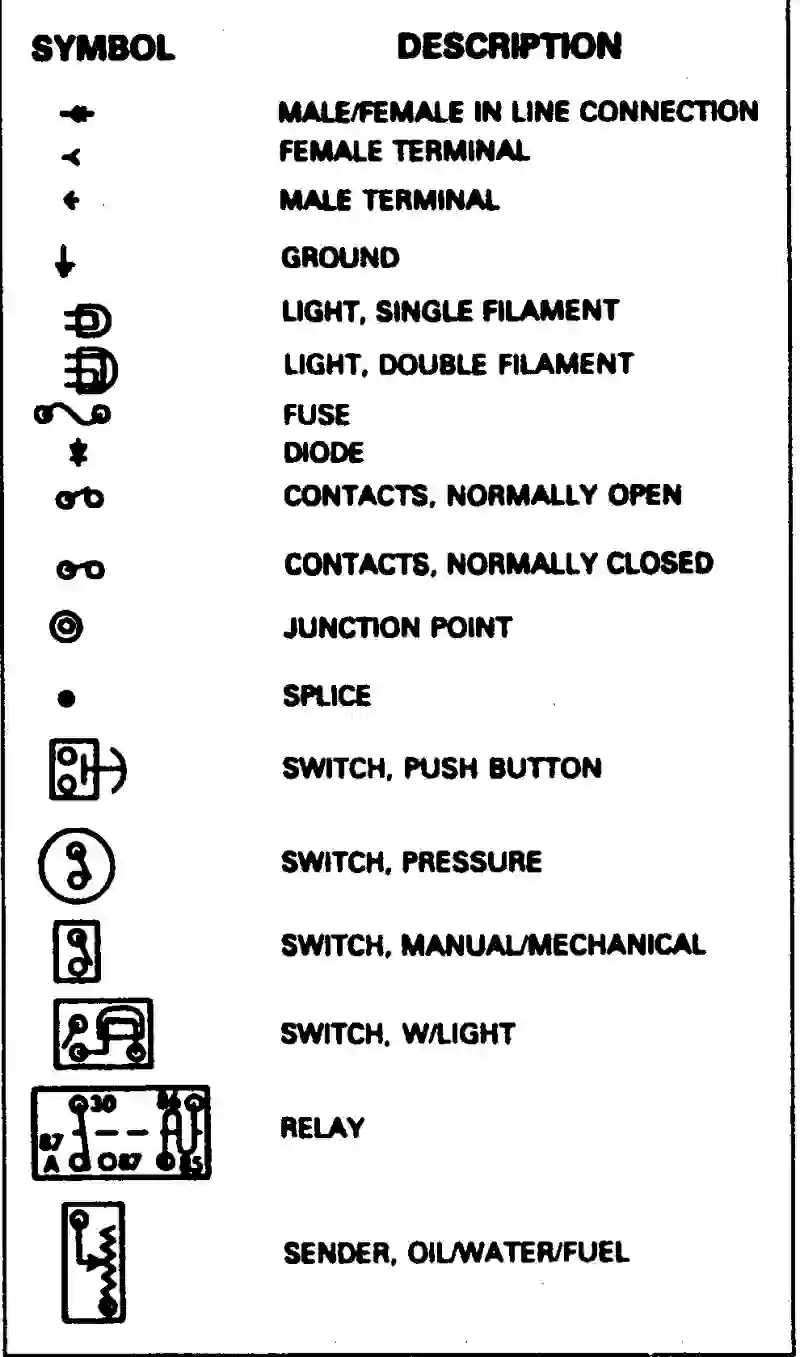 SYMBOL DESCRIPTION
MALE/FEMALE IN LINE CONNECTION
FEMALE TERMINAL
MALE TERMINAL
GROUND
LIGHT, SINGLE FILAMENT
LIGHT, DOUBLE FILAMENT
FUSE
DIODE
CONTACTS, NORMALLY OPEN
CONTACTS, NORMALLY CLOSED
JUNCTION POINT
SPLICE
SWITCH, PUSH BUTTON
SWITCH, PRESSURE
SWITCH, MANUAL/MECHANICAL
SWITCH, W/LIGHT
30 86
RELAY
87
A 87 85
SENDER, OIL/WATER/FUEL